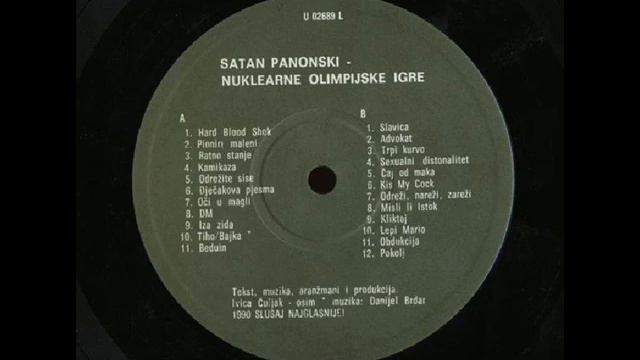 U 02689 L
SATAN PANONSKI -
NUKLEARNE OLIMPIJSKE IGRE
A
1. Hard Blood Shok
2. Pioniri maleni
3. Ratno stanje
4. Kamikaza
5. Odrežite sise
6. Dječakova pjesma
7. Oči u magli
8. DM
9. Iza zida
10. Tiho/Bajka *
11. Beduin
B
1. Slavica
2. Advokat
3. Trpi kurvo
4. Sexualni distonalitet
5. Čaj od maka
6. Kis My Cock
7. Odreži, nareži, zareži
8. Misli li Istok
9. Kliktaj
10. Lepi Mario
11. Obdukcija
12. Pokolj
Tekst, muzika, aranžmani i produkcija.
Ivica Čuljak - osim * muzika: Danijel Brdar
1990 SLUŠAJ NAJGLASNIJE!